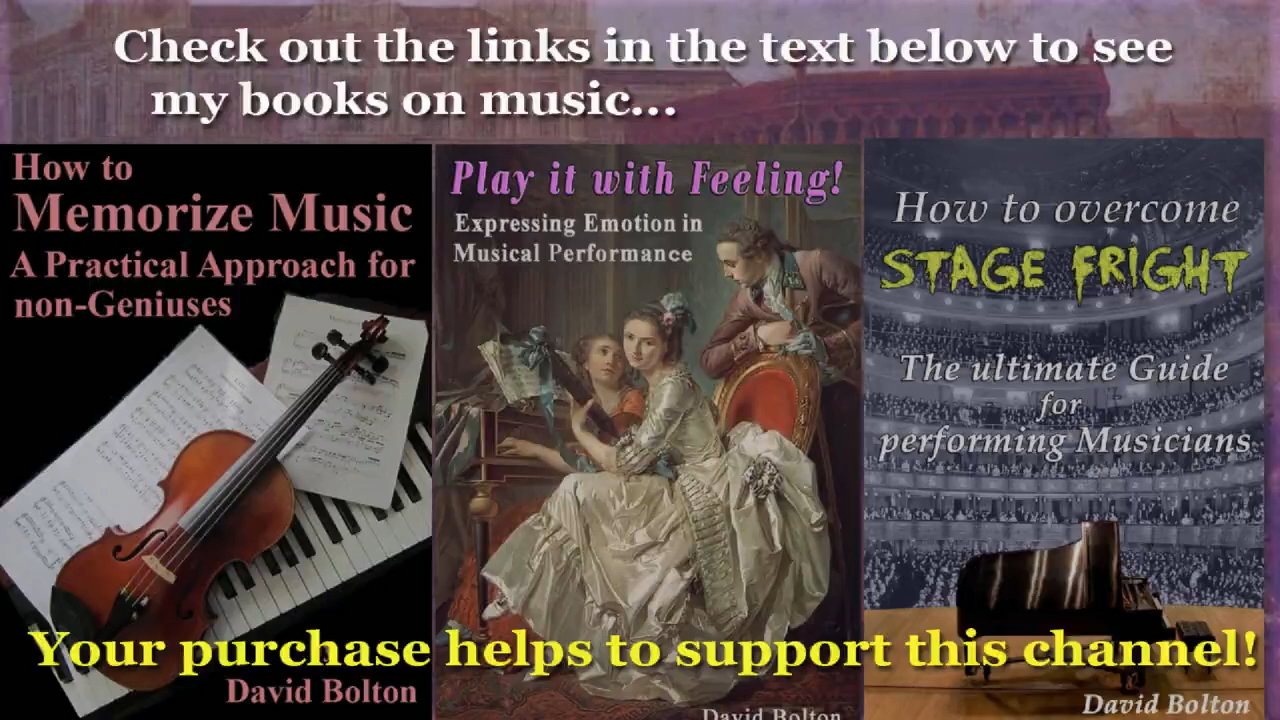 Check out the links in the text below to see
my books on music...
How to
Memorize Music
A Practical Approach for
non-Geniuses
David Bolton
Play it with Feeling!
Expressing Emotion in
Musical Performance
David Bolton
How to overcome
STAGE FRIGHT
The ultimate Guide
for
performing Musicians
David Bolton
Your purchase helps to support this channel!